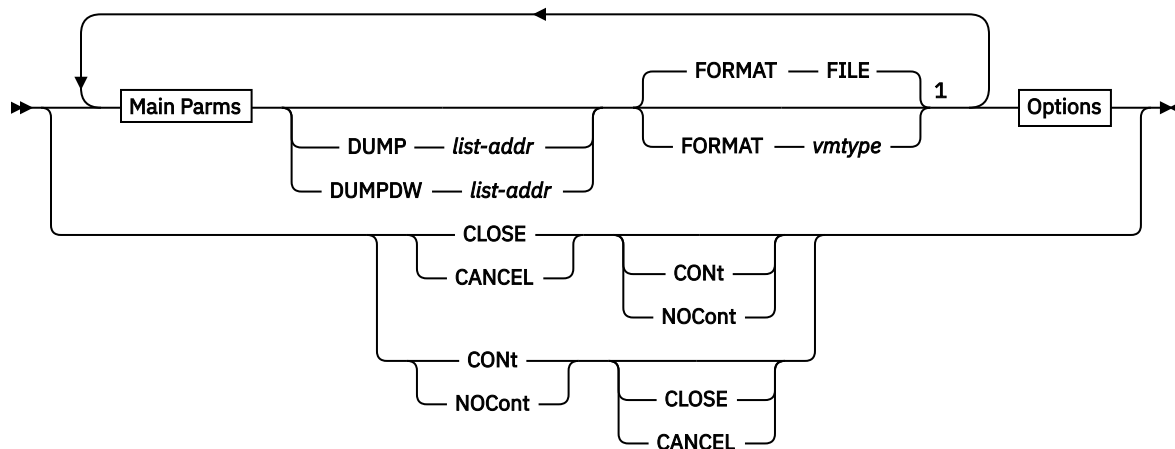 FORMAT FILE
1
Main Parms Options
FORMAT vmtype
DUMP list-addr
DUMPDW list-addr
CLOSE
CANCEL
CONt
NOCont
CONt
NOCont
CLOSE
CANCEL